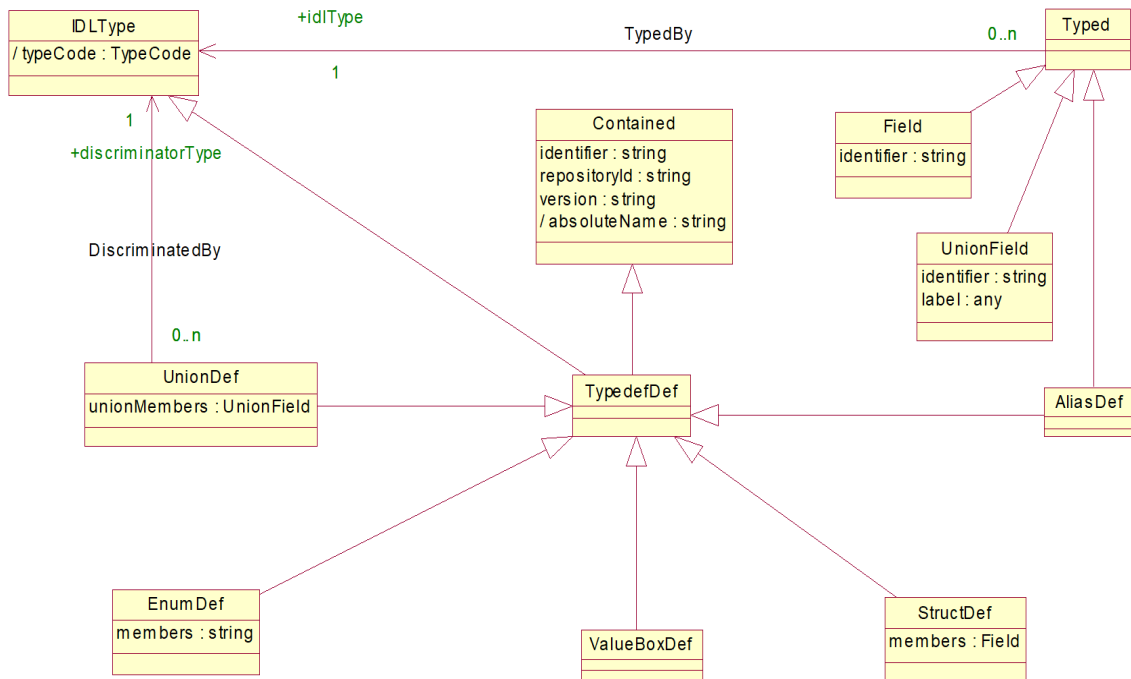 IDLType
/ typeCode : TypeCode
+idlType
TypedBy
0..n
1
Typed
Contained
identifier : string
repositoryId : string
version : string
/ absoluteName : string
Field
identifier : string
UnionField
identifier : string
label : any
1
+discriminatorType
DiscriminatedBy
0..n
UnionDef
unionMembers : UnionField
TypedefDef
AliasDef
EnumDef
members : string
ValueBoxDef
StructDef
members : Field